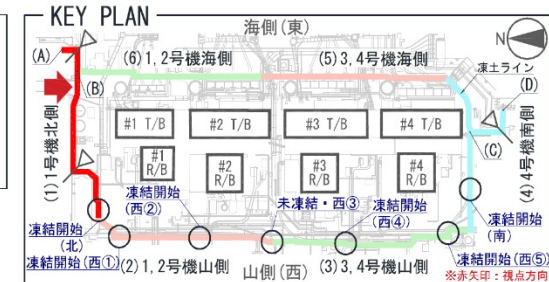 KEY PLAN
海側(東)
N
(A)
(6) 1,2号機海側
(5) 3,4号機海側
凍土ライン
(B)
(D)
#1 T/B
#2 T/B
#3 T/B
#4 T/B
(C)
(1) 1号機北側
#1
R/B
#2
R/B
#3
R/B
#4
R/B
(4) 4号機南側
凍結開始
(西②)
未凍結・西③
凍結開始
(西④)
凍結開始
(南)
凍結開始
(北)
凍結開始(西①)
(2) 1,2号機山側
(3) 3,4号機山側
凍結開始(西⑤)
山側(西)
※赤矢印：視点方向